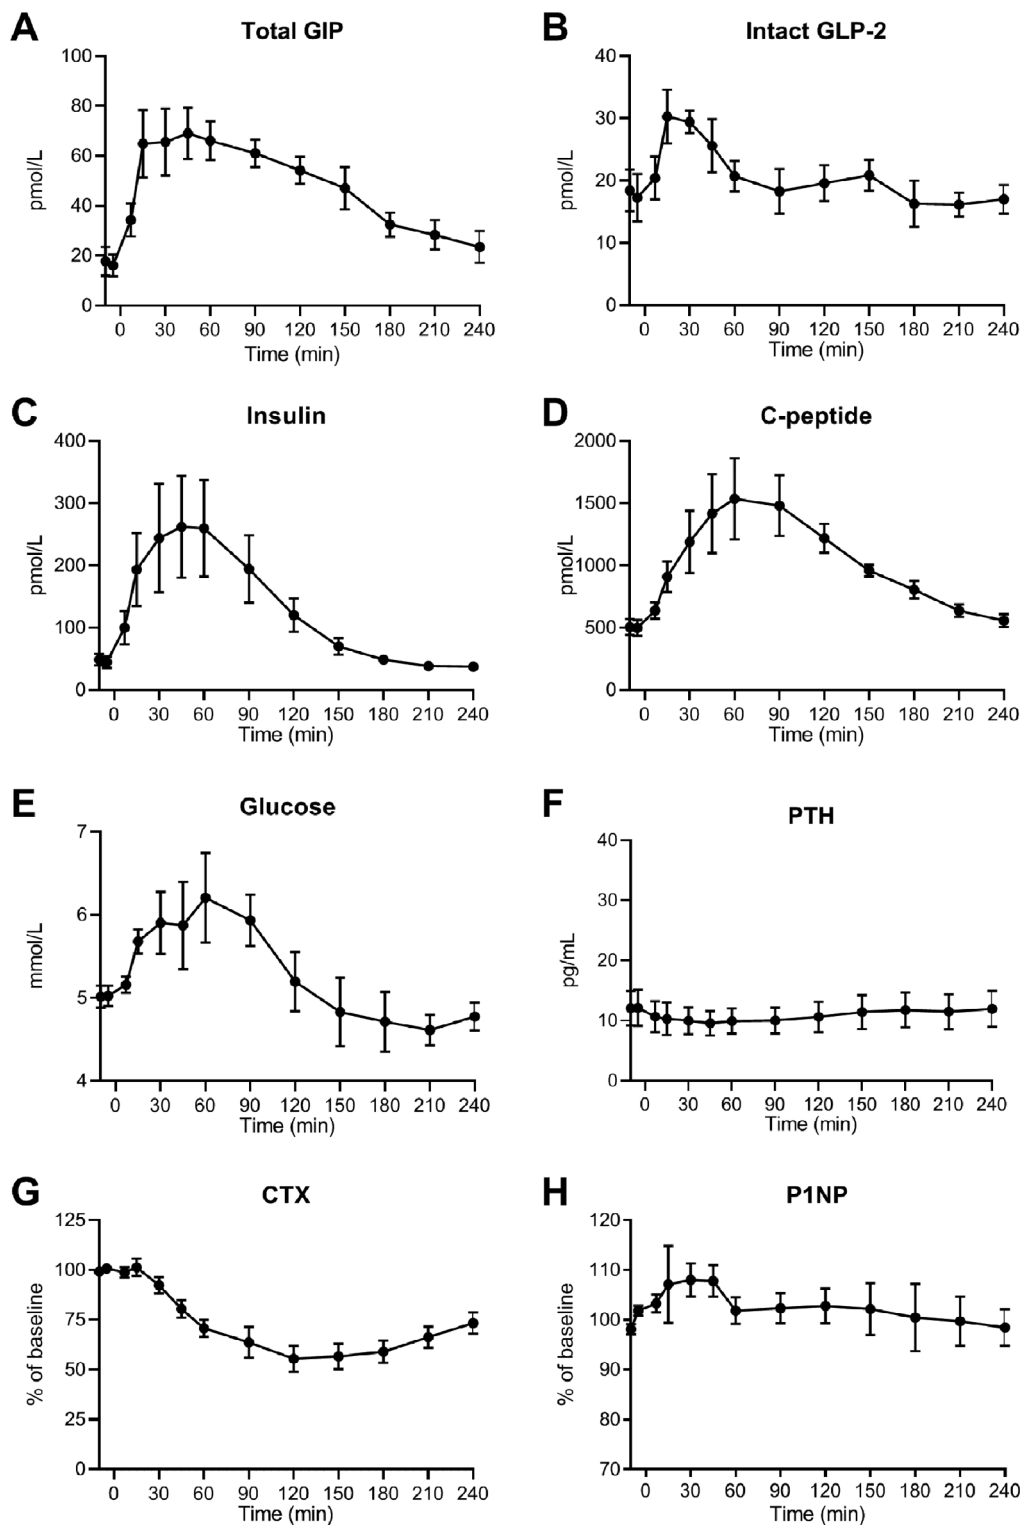 A Total GIP
pmol/L
100
80
60
40
20
0
0 30 60 90 120 150 180 210 240
Time (min)
B Intact GLP-2
pmol/L
40
30
20
10
0
0 30 60 90 120 150 180 210 240
Time (min)
C Insulin
pmol/L
400
300
200
100
0
0 30 60 90 120 150 180 210 240
Time (min)
D C-peptide
pmol/L
2000
1500
1000
500
0
0 30 60 90 120 150 180 210 240
Time (min)
E Glucose
mmol/L
7
6
5
4
0 30 60 90 120 150 180 210 240
Time (min)
F PTH
pg/mL
40
30
20
10
0
0 30 60 90 120 150 180 210 240
Time (min)
G CTX
% of baseline
125
100
75
50
25
0
0 30 60 90 120 150 180 210 240
Time (min)
H P1NP
% of baseline
120
110
100
90
80
70
0 30 60 90 120 150 180 210 240
Time (min)